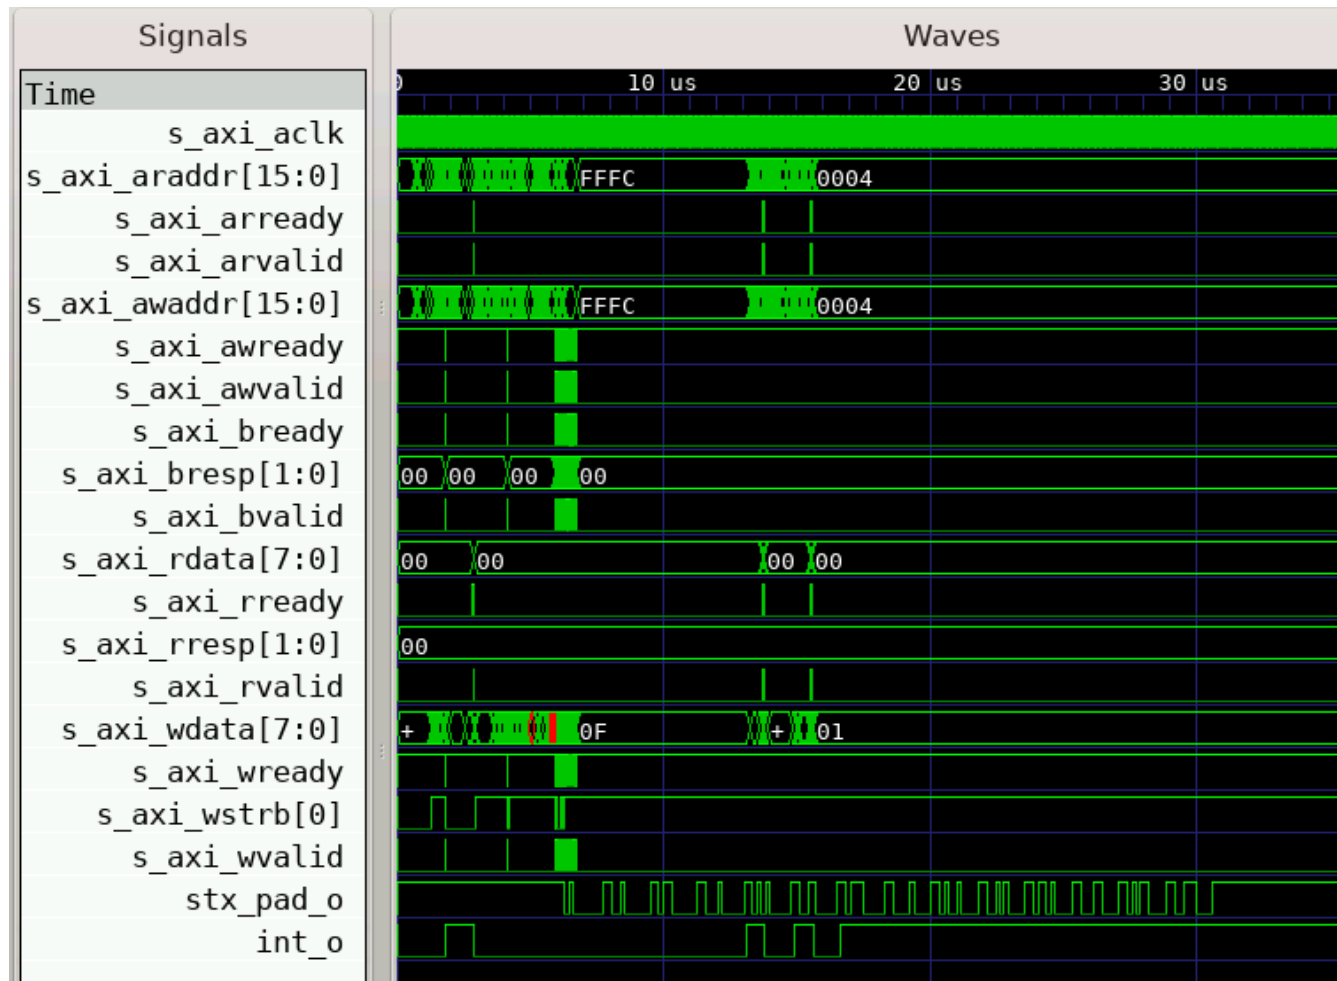 Signals Waves
Time 0 10 us 20 us 30 us
s_axi_aclk
s_axi_araddr[15:0] FFFC 0004
s_axi_arready
s_axi_arvalid
s_axi_awaddr[15:0] FFFC 0004
s_axi_awready
s_axi_awvalid
s_axi_bready
s_axi_bresp[1:0] 00 00 00 00
s_axi_bvalid
s_axi_rdata[7:0] 00 00 00 00
s_axi_rready
s_axi_rresp[1:0] 00
s_axi_rvalid
s_axi_wdata[7:0] + 0F + 01
s_axi_wready
s_axi_wstrb[0]
s_axi_wvalid
stx_pad_o
int_o